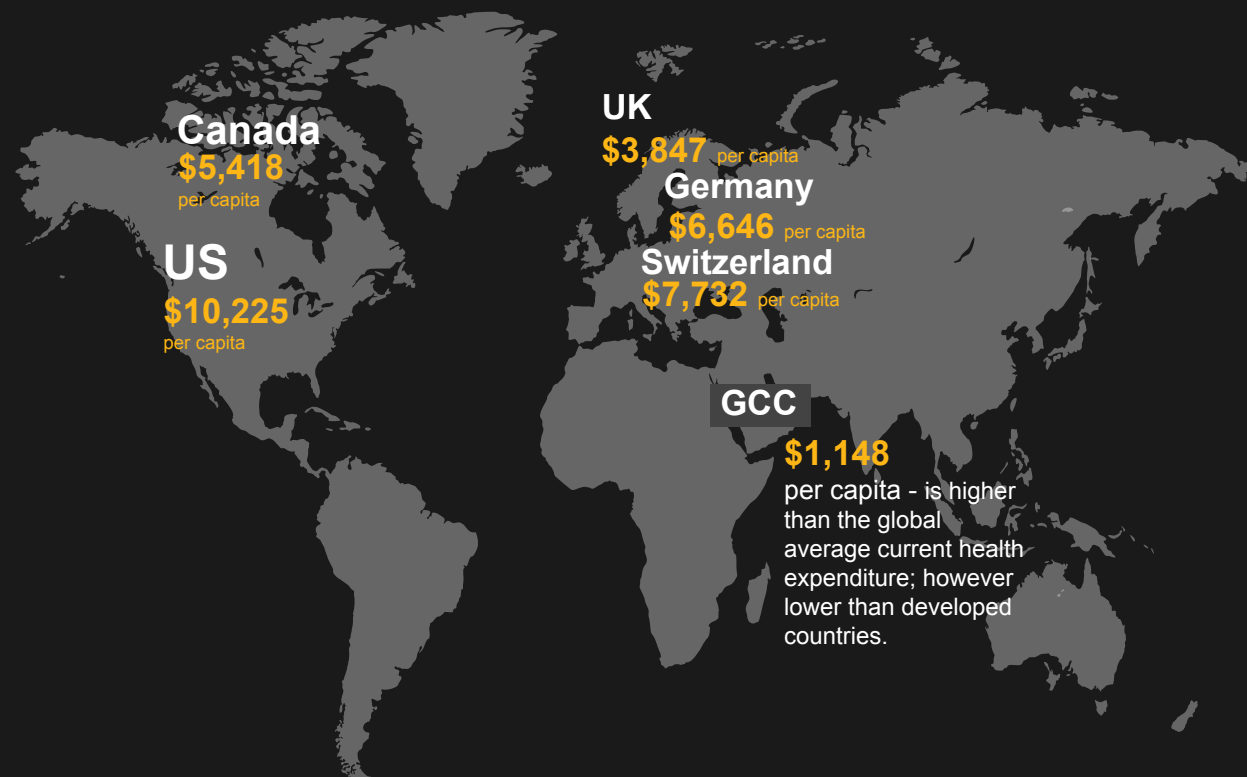 Canada
$5,418
per capita
US
$10,225
per capita
UK
$3,847 per capita
Germany
$6,646 per capita
Switzerland
$7,732 per capita
GCC
$1,148
per capita - is higher
than the global
average current health
expenditure; however
lower than developed
countries.